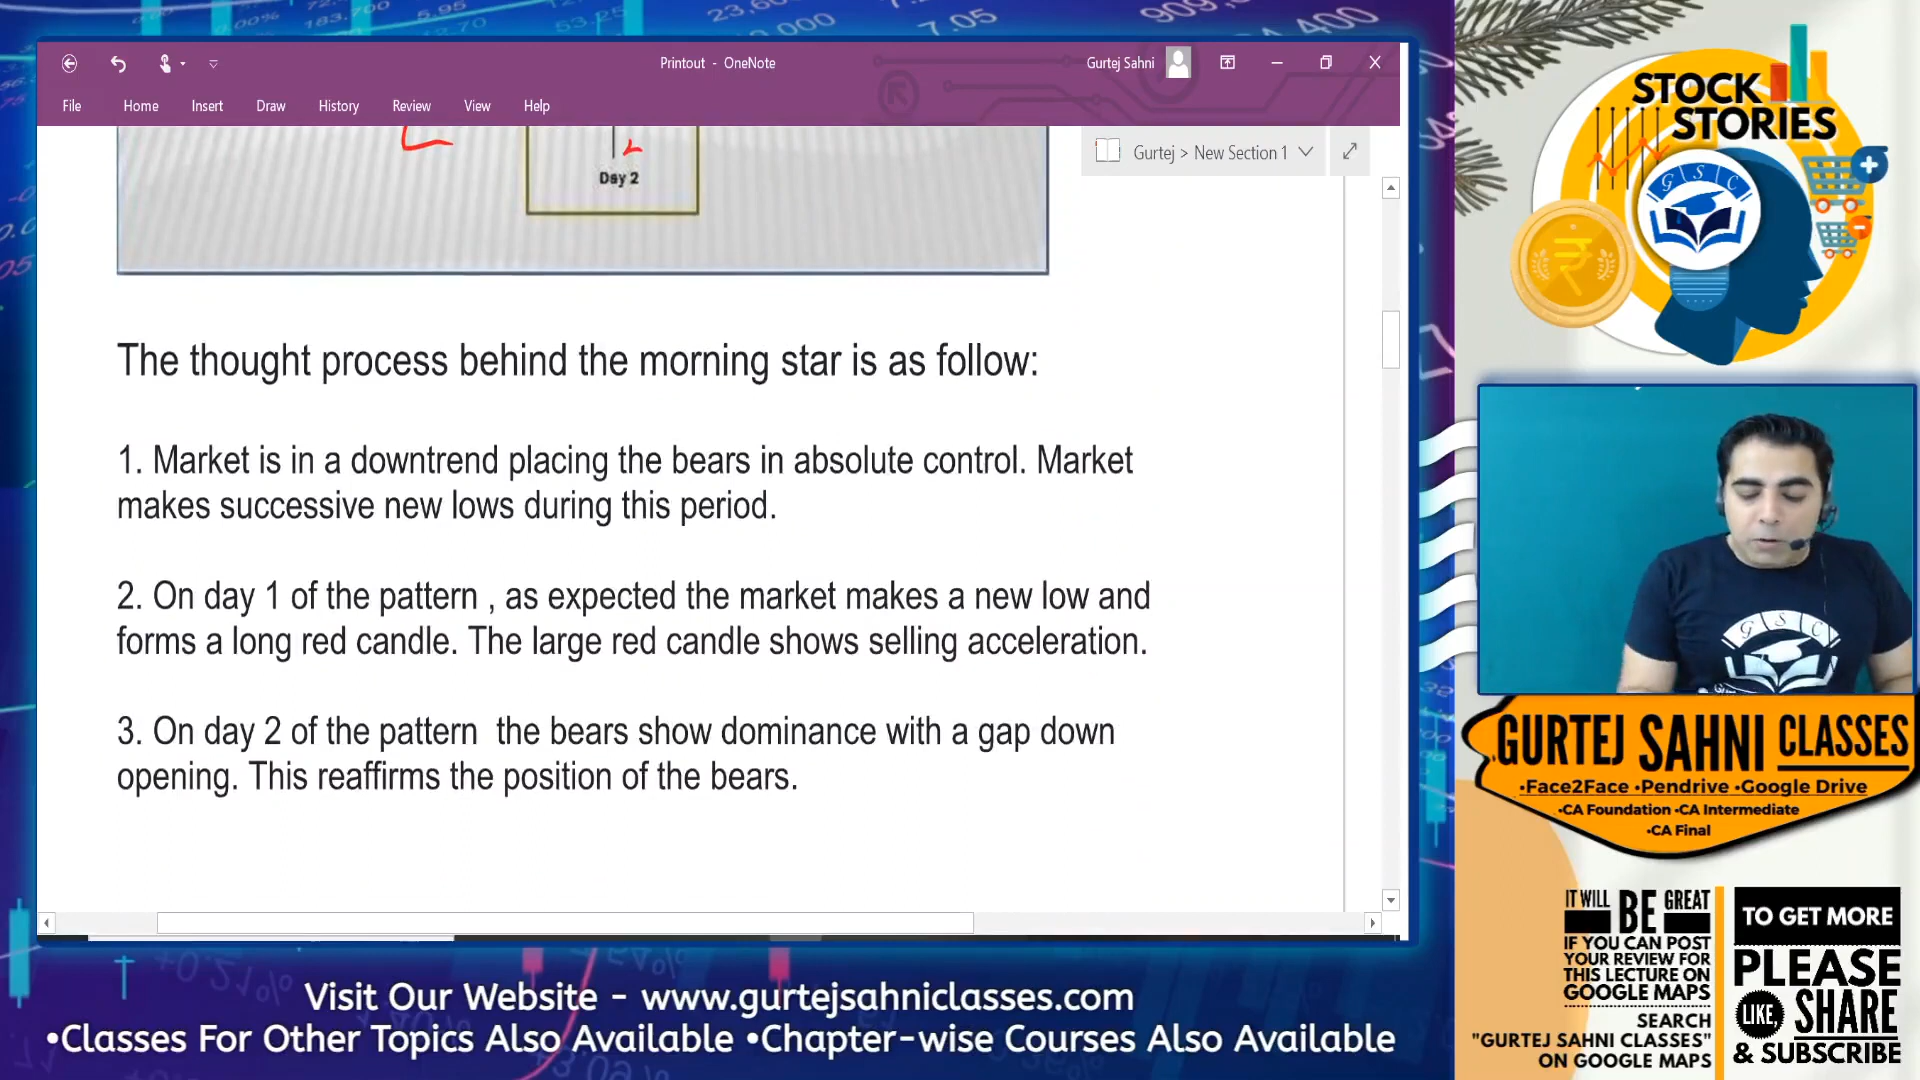 Printout - OneNote
Gurtej Sahni
File
Home
Insert
Draw
History
Review
View
Help
Gurtej > New Section 1
Day 2
The thought process behind the morning star is as follow:
1. Market is in a downtrend placing the bears in absolute control. Market
makes successive new lows during this period.
2. On day 1 of the pattern , as expected the market makes a new low and
forms a long red candle. The large red candle shows selling acceleration.
3. On day 2 of the pattern the bears show dominance with a gap down
opening. This reaffirms the position of the bears.
STOCK
STORIES
G S C
₹
G S C
GURTEJ SAHNI CLASSES
•Face2Face •Pendrive •Google Drive
•CA Foundation •CA Intermediate
•CA Final
IT WILL BE GREAT
IF YOU CAN POST
YOUR REVIEW FOR
THIS LECTURE ON
GOOGLE MAPS
SEARCH
"GURTEJ SAHNI CLASSES"
ON GOOGLE MAPS
TO GET MORE
PLEASE
LIKE, SHARE
& SUBSCRIBE
Visit Our Website - www.gurtejsahniclasses.com
•Classes For Other Topics Also Available •Chapter-wise Courses Also Available